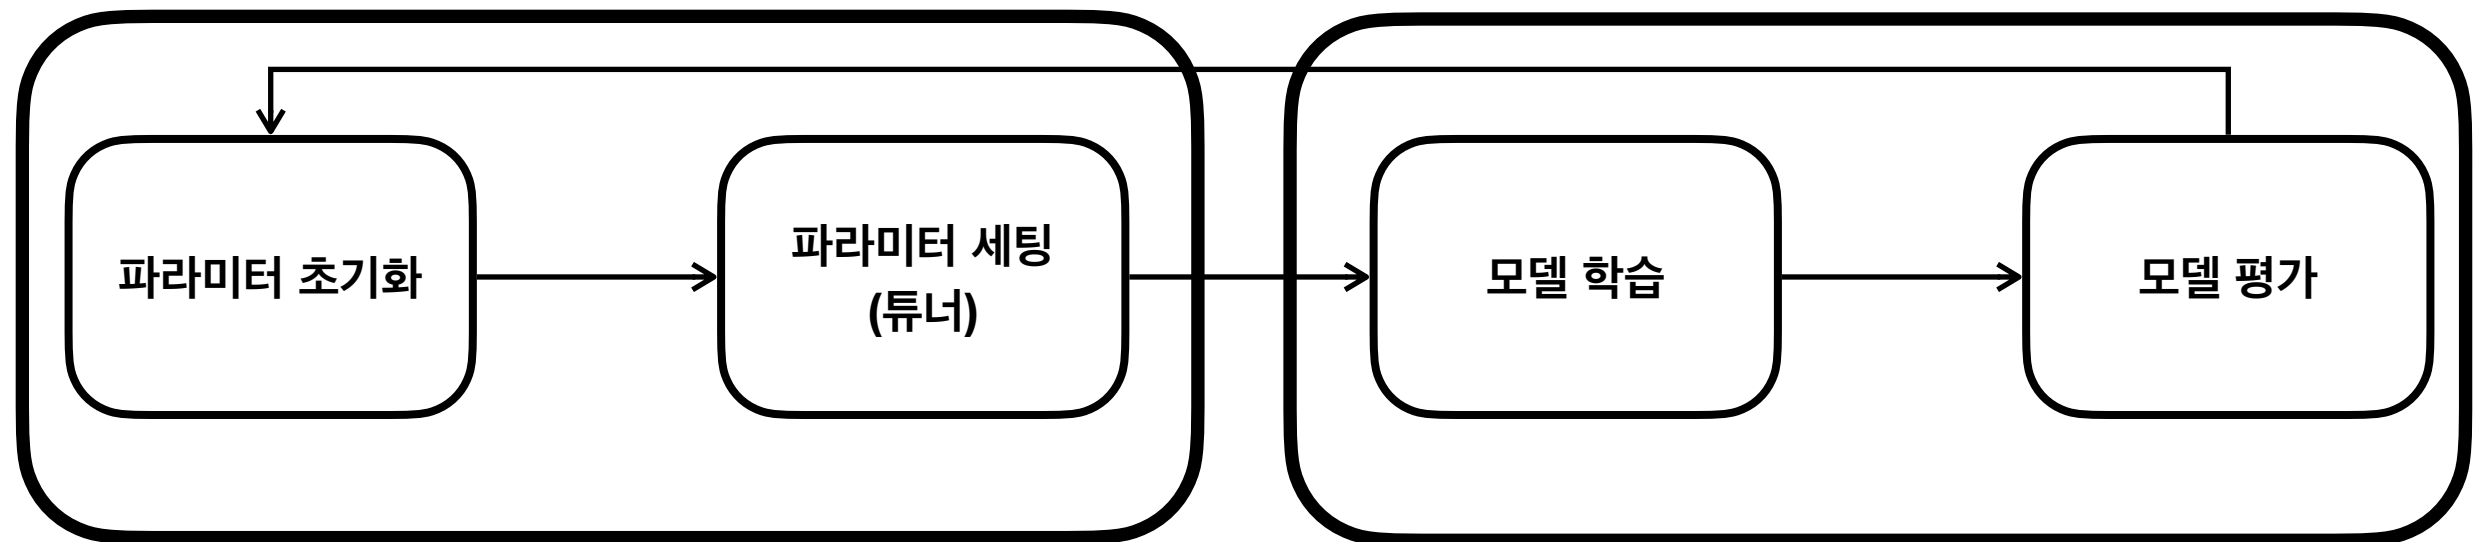 파라미터 초기화
파라미터 세팅
(튜너)
모델 학습
모델 평가